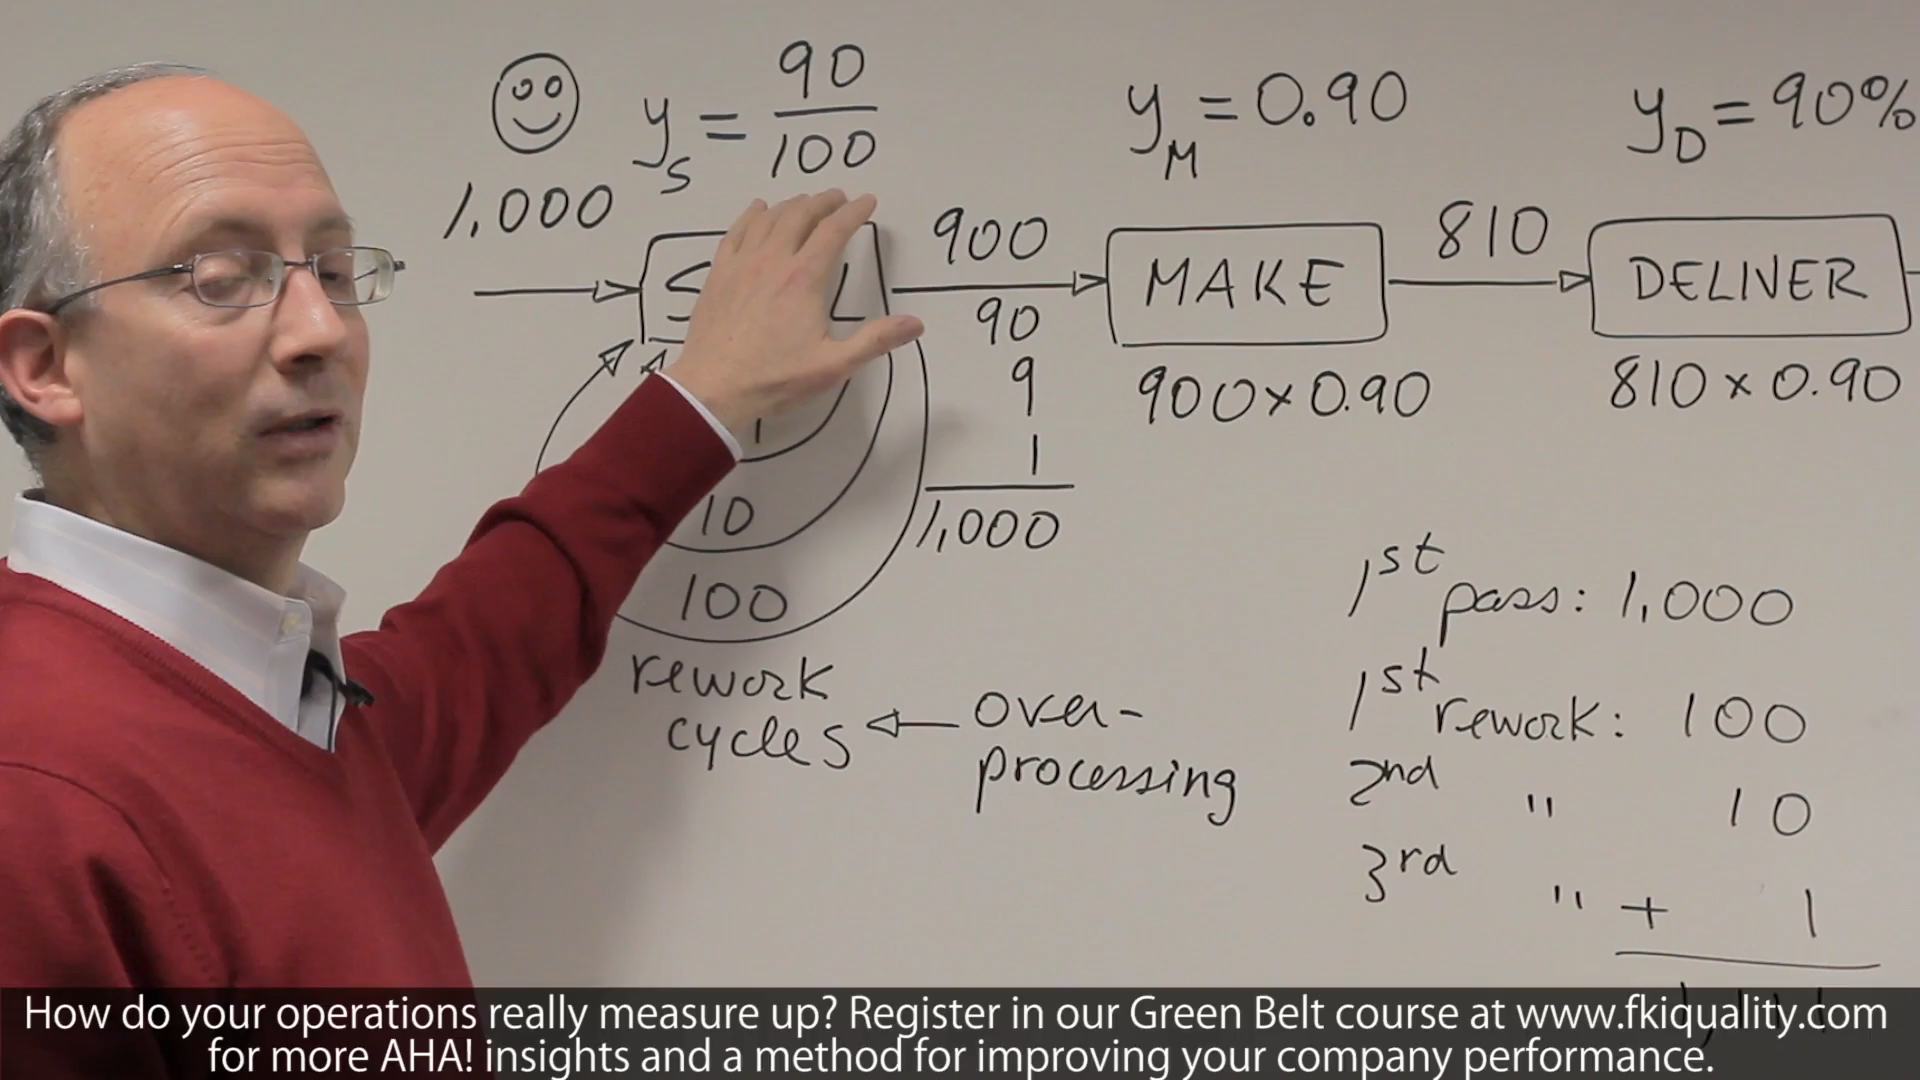 y_S = 90/100
y_M = 0.90
y_D = 90%
1,000
900
MAKE
810
DELIVER
90
9
1
1,000
900 x 0.90
810 x 0.90
1
10
100
rework
cycles
over-
processing
1st pass: 1,000
1st rework: 100
2nd " 10
3rd " + 1
How do your operations really measure up? Register in our Green Belt course at www.fkiquality.com
for more AHA! insights and a method for improving your company performance.